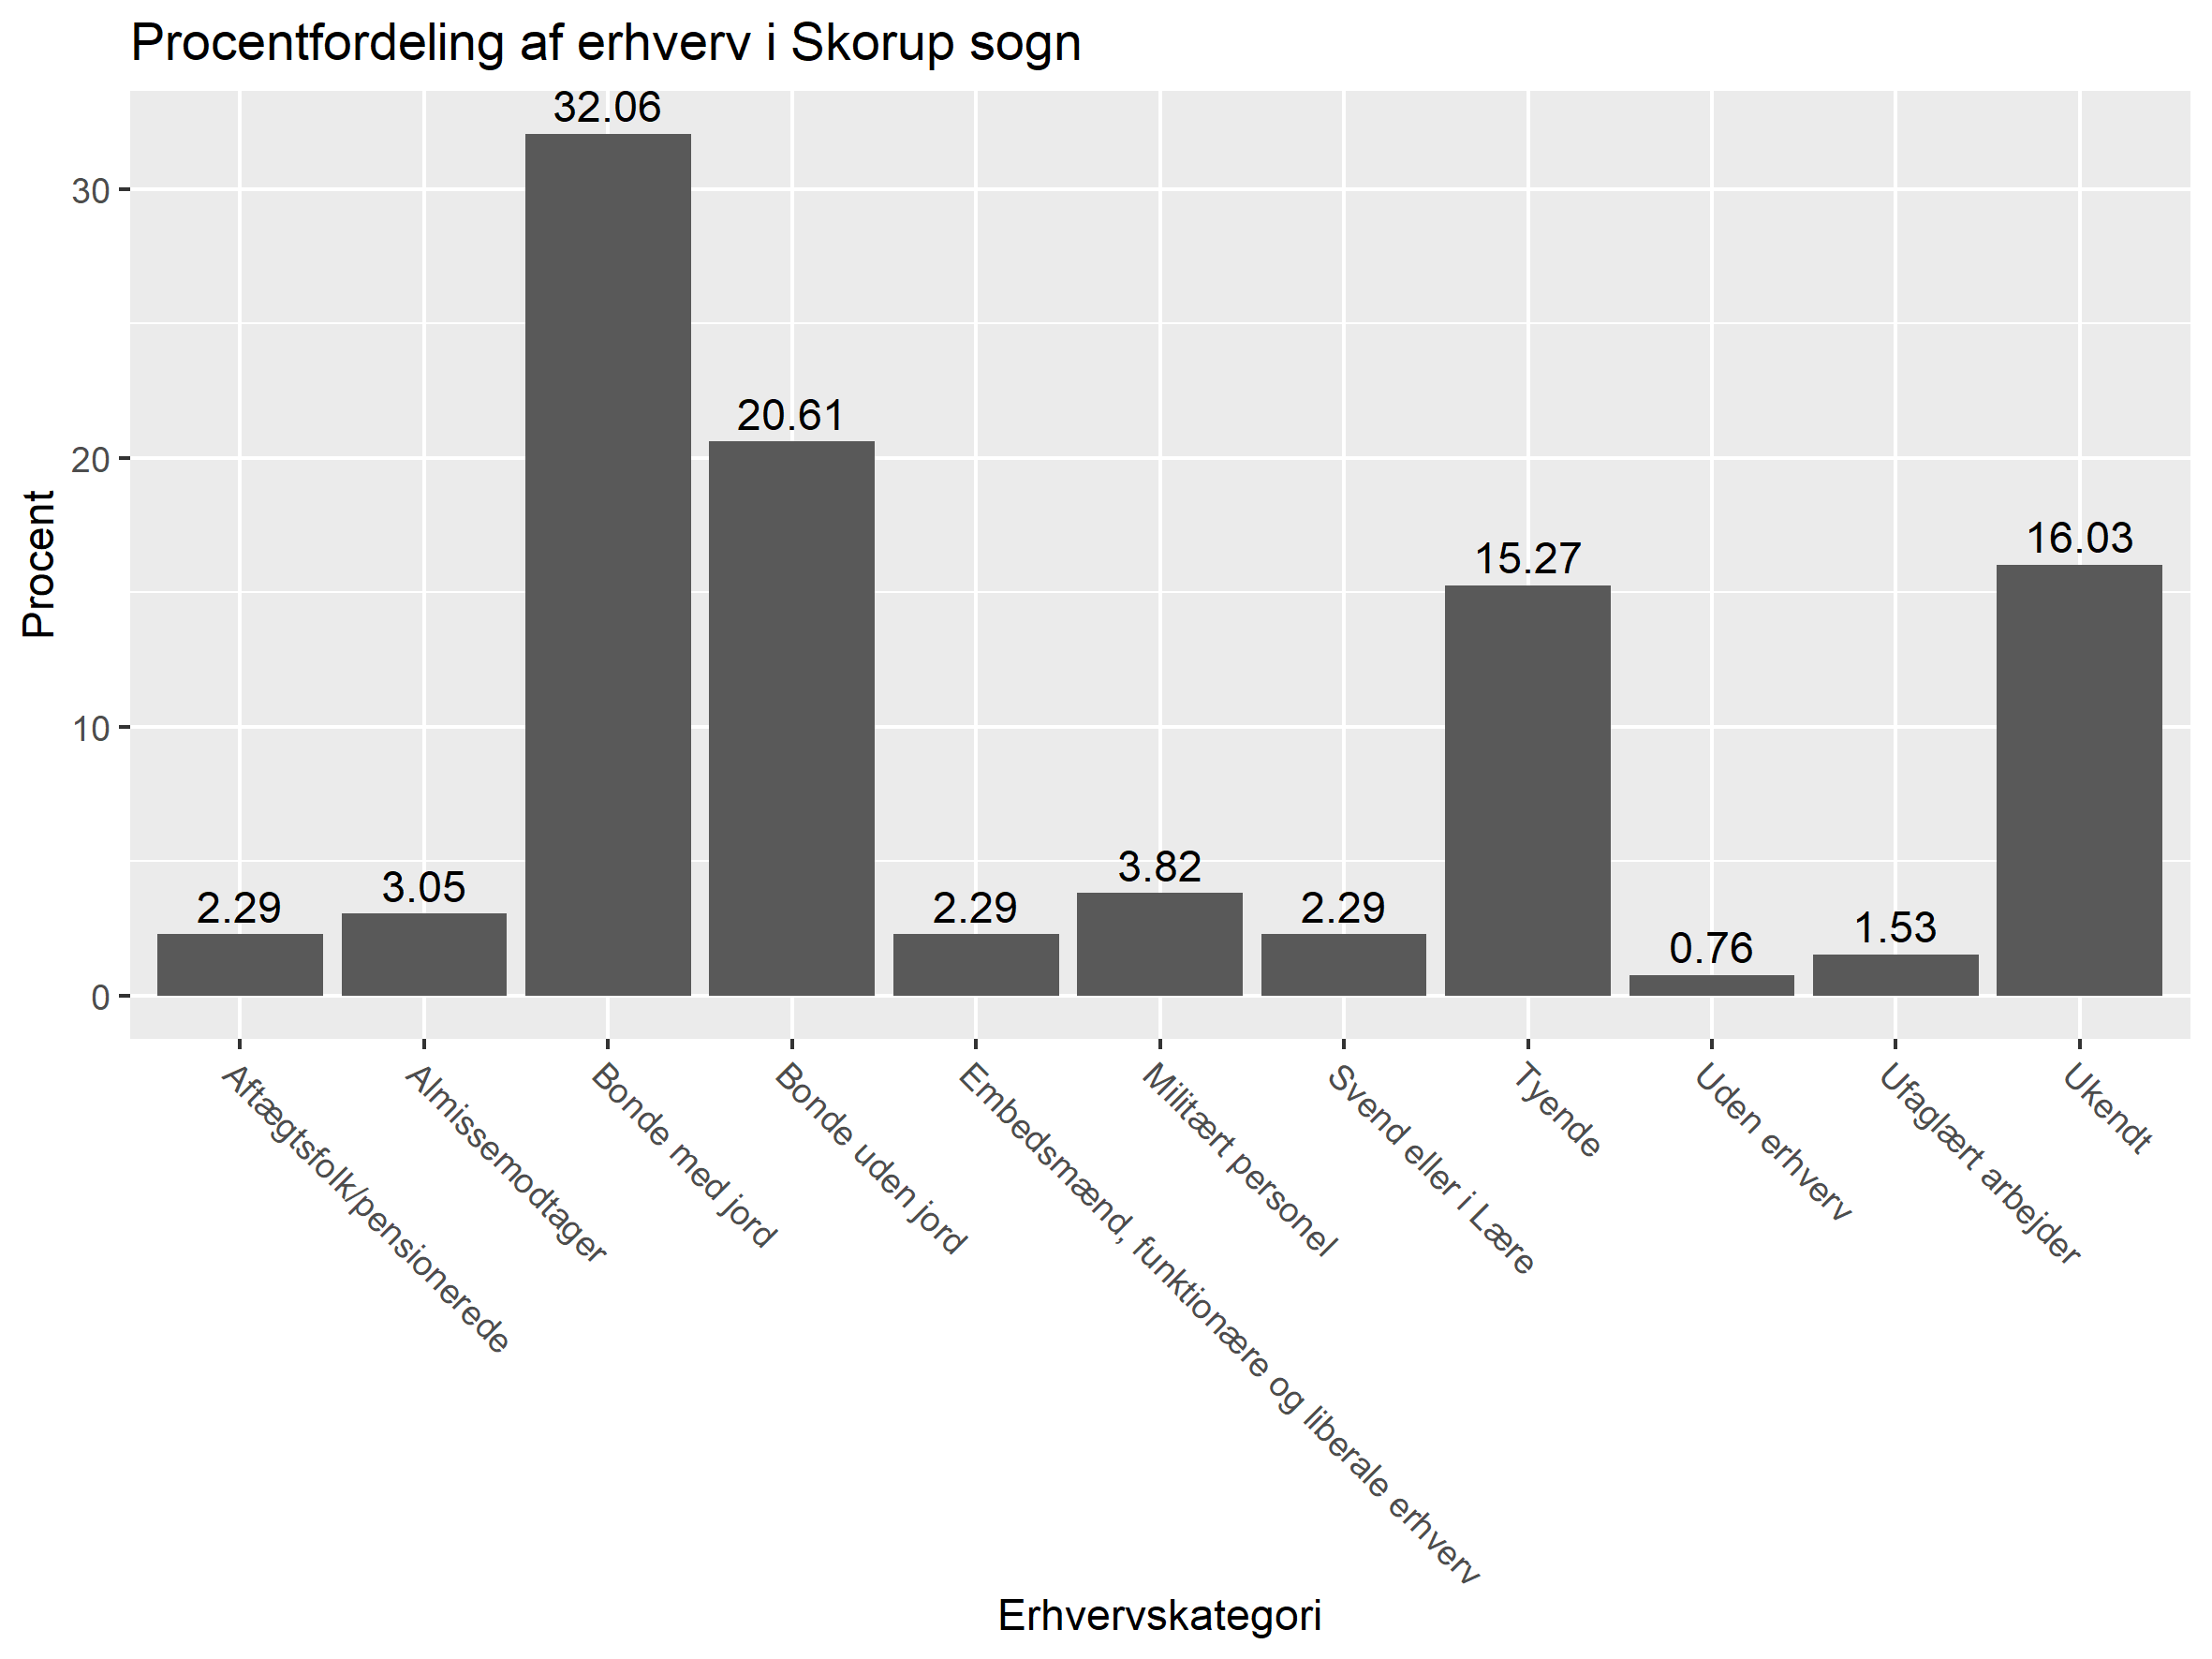 Procentfordeling af erhverv i Skorup sogn
Procent
30
20
10
0
2.29
3.05
32.06
20.61
2.29
3.82
2.29
15.27
0.76
1.53
16.03
Aftægtsfolk/pensionerede
Almissemodtager
Bonde med jord
Bonde uden jord
Embedsmænd, funktionære og liberale erhverv
Militært personel
Svend eller i Lære
Tyende
Uden erhverv
Ufaglært arbejder
Ukendt
Erhvervskategori